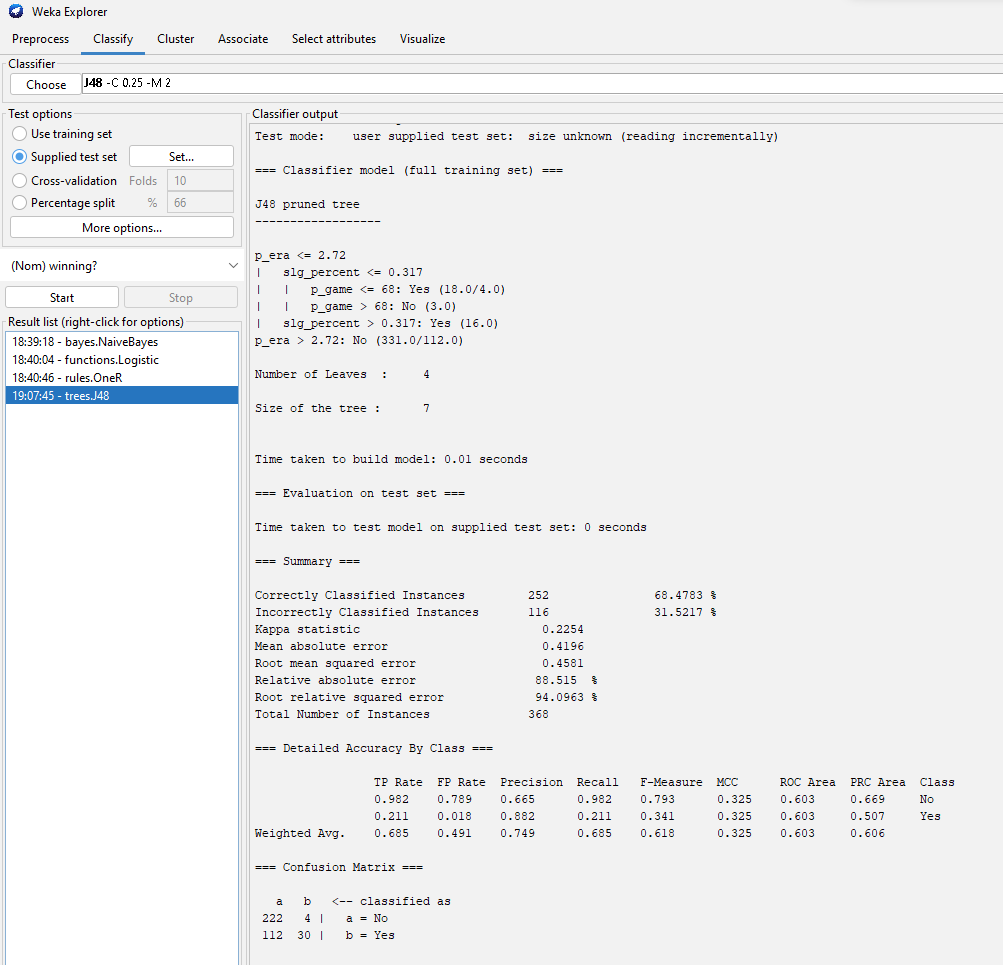 Weka Explorer
Preprocess Classify Cluster Associate Select attributes Visualize
Classifier
Choose J48 -C 0.25 -M 2
Test options
Use training set
Supplied test set Set...
Cross-validation Folds 10
Percentage split % 66
More options...
(Nom) winning?
Start Stop
Result list (right-click for options)
18:39:18 - bayes.NaiveBayes
18:40:04 - functions.Logistic
18:40:46 - rules.OneR
19:07:45 - trees.J48
Classifier output
Test mode:    user supplied test set:  size unknown (reading incrementally)
=== Classifier model (full training set) ===
J48 pruned tree
------------------
p_era <= 2.72
|   slg_percent <= 0.317
|   |   p_game <= 68: Yes (18.0/4.0)
|   |   p_game > 68: No (3.0)
|   slg_percent > 0.317: Yes (16.0)
p_era > 2.72: No (331.0/112.0)
Number of Leaves  :     4
Size of the tree :      7
Time taken to build model: 0.01 seconds
=== Evaluation on test set ===
Time taken to test model on supplied test set: 0 seconds
=== Summary ===
Correctly Classified Instances         252               68.4783 %
Incorrectly Classified Instances       116               31.5217 %
Kappa statistic                          0.2254
Mean absolute error                      0.4196
Root mean squared error                  0.4581
Relative absolute error                 88.515  %
Root relative squared error             94.0963 %
Total Number of Instances              368
=== Detailed Accuracy By Class ===
TP Rate  FP Rate  Precision  Recall   F-Measure  MCC      ROC Area  PRC Area  Class
0.982    0.789    0.665      0.982    0.793      0.325    0.603     0.669     No
0.211    0.018    0.882      0.211    0.341      0.325    0.603     0.507     Yes
Weighted Avg.    0.685    0.491    0.749      0.685    0.618      0.325    0.603     0.606
=== Confusion Matrix ===
a   b   <-- classified as
222   4 |   a = No
112  30 |   b = Yes